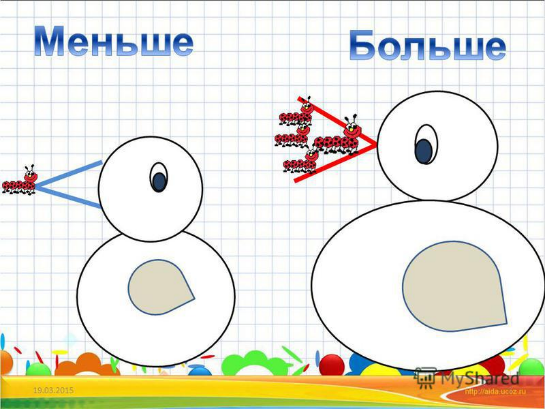 Меньше
Больше
19.03.2015
MyShared
http://aida.ucoz.ru